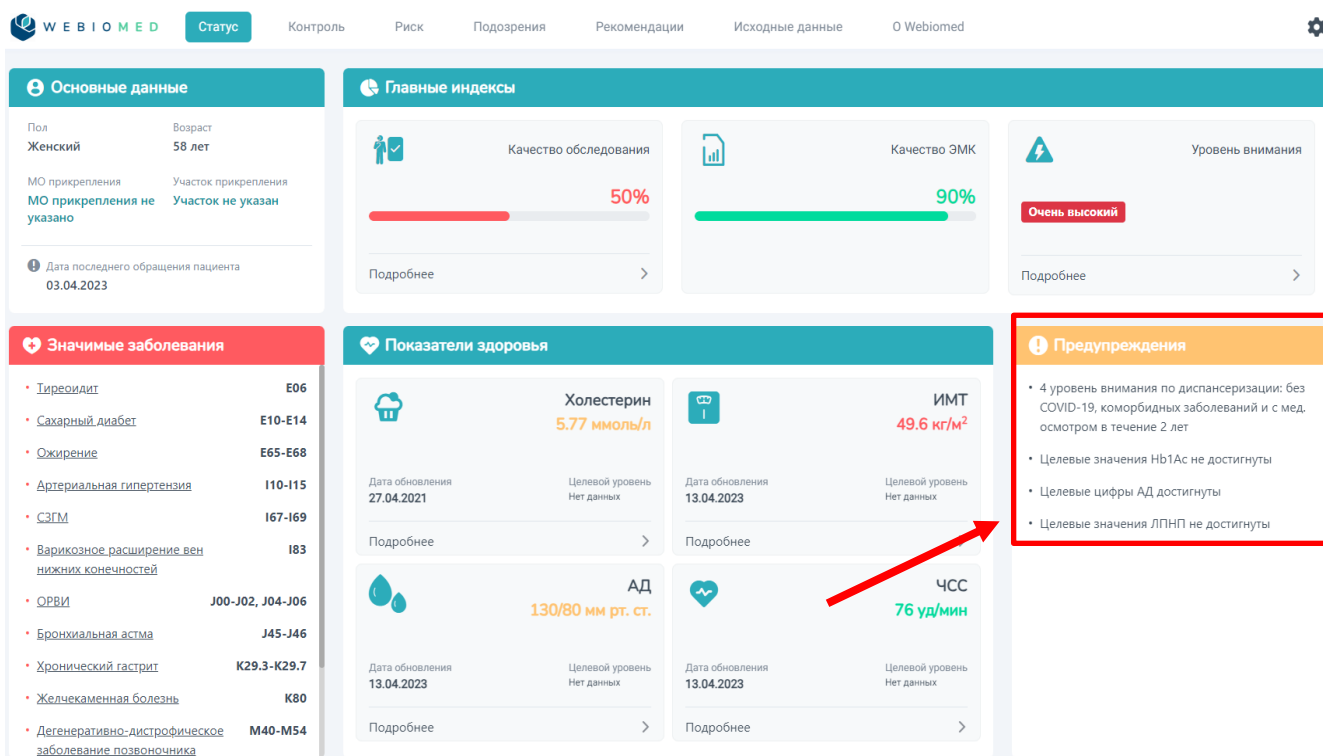 WEBIOMED
Статус
Контроль
Риск
Подозрения
Рекомендации
Исходные данные
О Webiomed
Основные данные
Пол
Женский
Возраст
58 лет
МО прикрепления
МО прикрепления не
указано
Участок прикрепления
Участок не указан
Дата последнего обращения пациента
03.04.2023
Главные индексы
Качество обследования
50%
Подробнее
Качество ЭМК
90%
Уровень внимания
Очень высокий
Подробнее
Значимые заболевания
Тиреоидит E06
Сахарный диабет E10-E14
Ожирение E65-E68
Артериальная гипертензия I10-I15
СЗГМ I67-I69
Варикозное расширение вен I83
нижних конечностей
ОРВИ J00-J02, J04-J06
Бронхиальная астма J45-J46
Хронический гастрит K29.3-K29.7
Желчекаменная болезнь K80
Дегенеративно-дистрофическое M40-M54
заболевание позвоночника
Показатели здоровья
Холестерин
5.77 ммоль/л
Дата обновления
27.04.2021
Целевой уровень
Нет данных
Подробнее
ИМТ
49.6 кг/м²
Дата обновления
13.04.2023
Целевой уровень
Нет данных
Подробнее
АД
130/80 мм рт. ст.
Дата обновления
13.04.2023
Целевой уровень
Нет данных
Подробнее
ЧСС
76 уд/мин
Дата обновления
13.04.2023
Целевой уровень
Нет данных
Подробнее
Предупреждения
4 уровень внимания по диспансеризации: без
COVID-19, коморбидных заболеваний и с мед.
осмотром в течение 2 лет
Целевые значения Hb1Ac не достигнуты
Целевые цифры АД достигнуты
Целевые значения ЛПНП не достигнуты